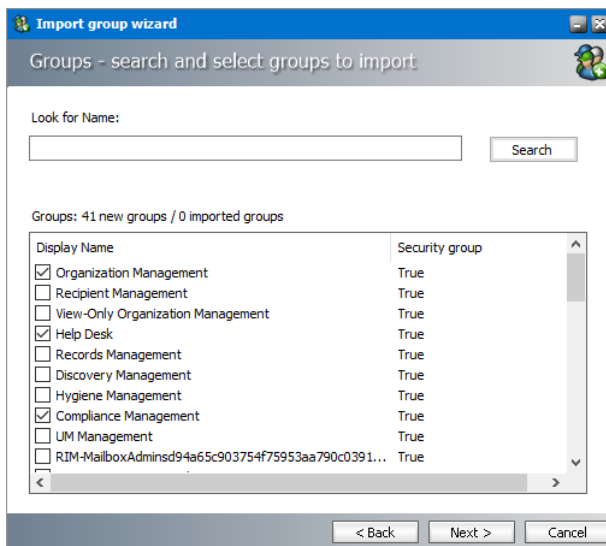 Import group wizard
Groups - search and select groups to import
Look for Name:
Search
Groups: 41 new groups / 0 imported groups
Display Name Security group
Organization Management True
Recipient Management True
View-Only Organization Management True
Help Desk True
Records Management True
Discovery Management True
Hygiene Management True
Compliance Management True
UM Management True
RIM-MailboxAdminsd94a65c903754f75953aa790c0391... True
< Back Next > Cancel